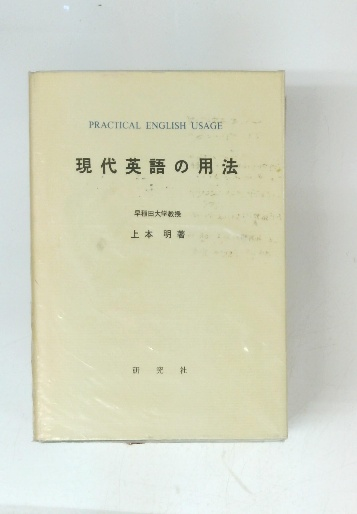 PRACTICAL ENGLISH USAGE
現代英語の用法
早稲田大学教授
上本 明 著
研究社